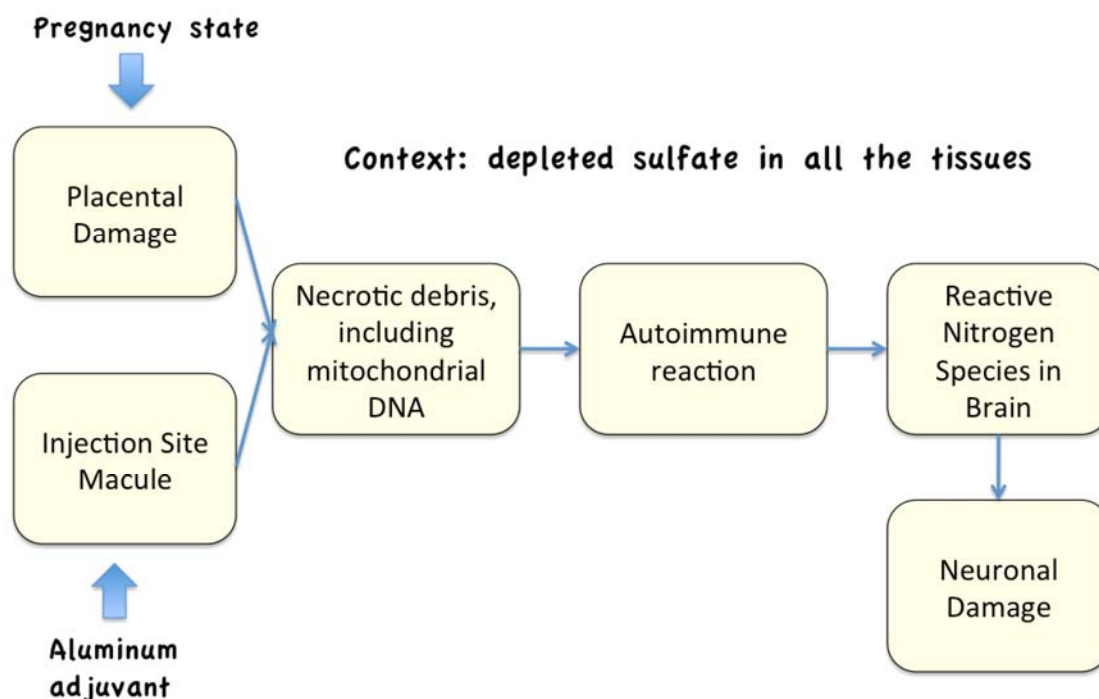 Pregnancy state
Context: depleted sulfate in all the tissues
Placental
Damage
Necrotic debris,
including
mitochondrial
DNA
Autoimmune
reaction
Reactive
Nitrogen
Species in
Brain
Injection Site
Macule
Neuronal
Damage
Aluminum
adjuvant